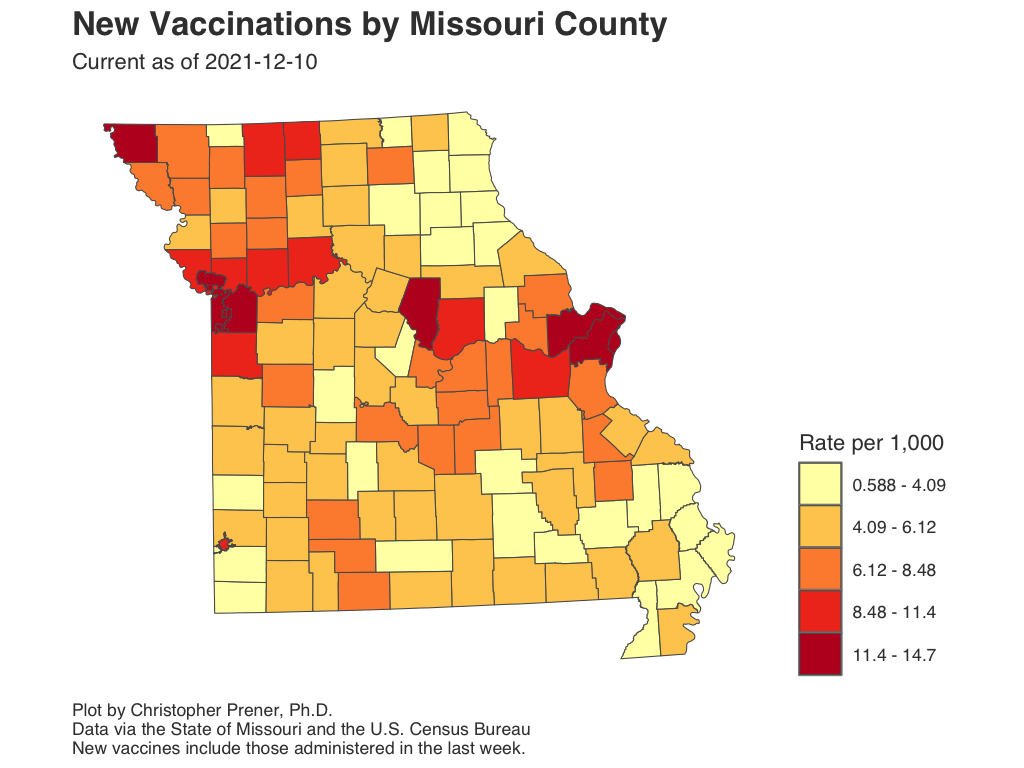 New Vaccinations by Missouri County
Current as of 2021-12-10
Rate per 1,000
0.588 - 4.09
4.09 - 6.12
6.12 - 8.48
8.48 - 11.4
11.4 - 14.7
Plot by Christopher Prener, Ph.D.
Data via the State of Missouri and the U.S. Census Bureau
New vaccines include those administered in the last week.